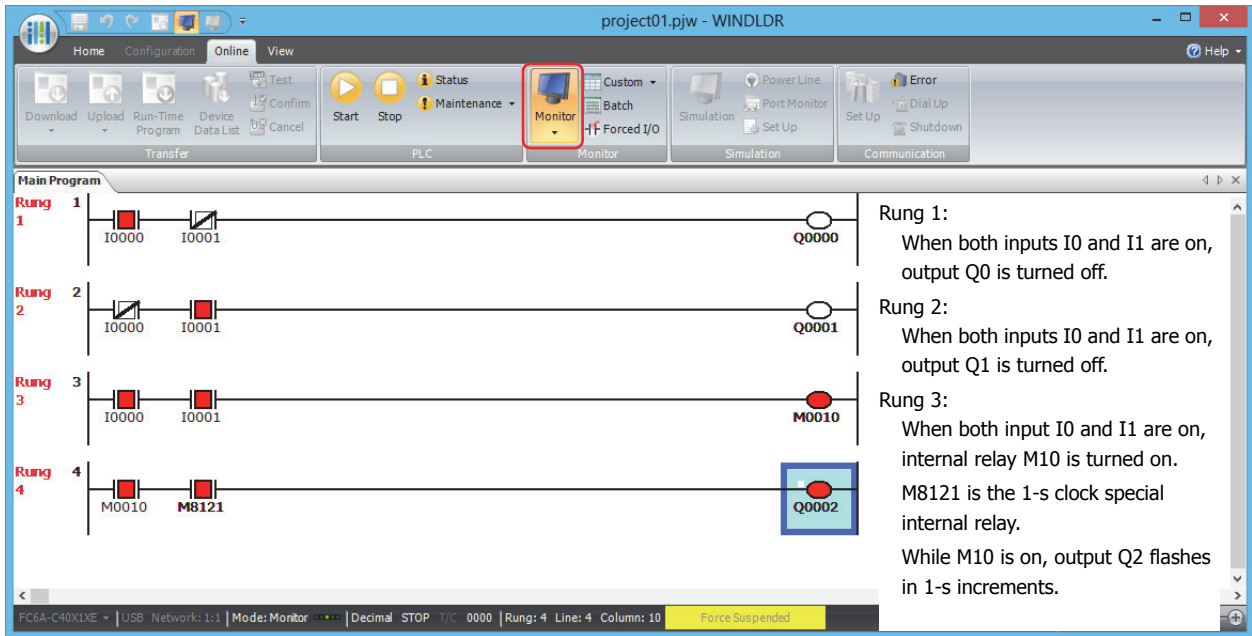 project01.pjw - WINDLDR
Home Configuration Online View
Help
Download
Upload
Run-Time Program
Device Data List
Test
Confirm
Cancel
Transfer
Start
Stop
Status
Maintenance
PLC
Monitor
Custom
Batch
Forced I/O
Monitor
Simulation
Power Line
Port Monitor
Set Up
Simulation
Set Up
Error
Dial Up
Shutdown
Communication
Main Program
Rung 1
1
I0000 I0001 Q0000
Rung 2
2
I0000 I0001 Q0001
Rung 3
3
I0000 I0001 M0010
Rung 4
4
M0010 M8121 Q0002
Rung 1:
When both inputs I0 and I1 are on,
output Q0 is turned off.
Rung 2:
When both inputs I0 and I1 are on,
output Q1 is turned off.
Rung 3:
When both input I0 and I1 are on,
internal relay M10 is turned on.
M8121 is the 1-s clock special
internal relay.
While M10 is on, output Q2 flashes
in 1-s increments.
FC6A-C40X1XE USB Network: 1:1 Mode: Monitor Decimal STOP T/C 0000 Rung: 4 Line: 4 Column: 10 Force Suspended